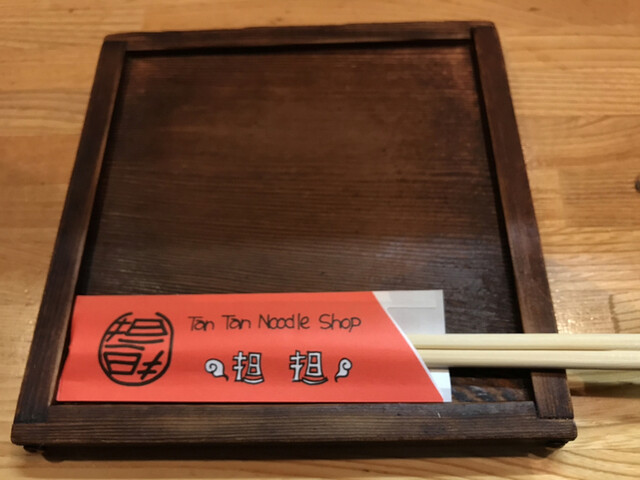 Tan Tan Noodle Shop
担 担